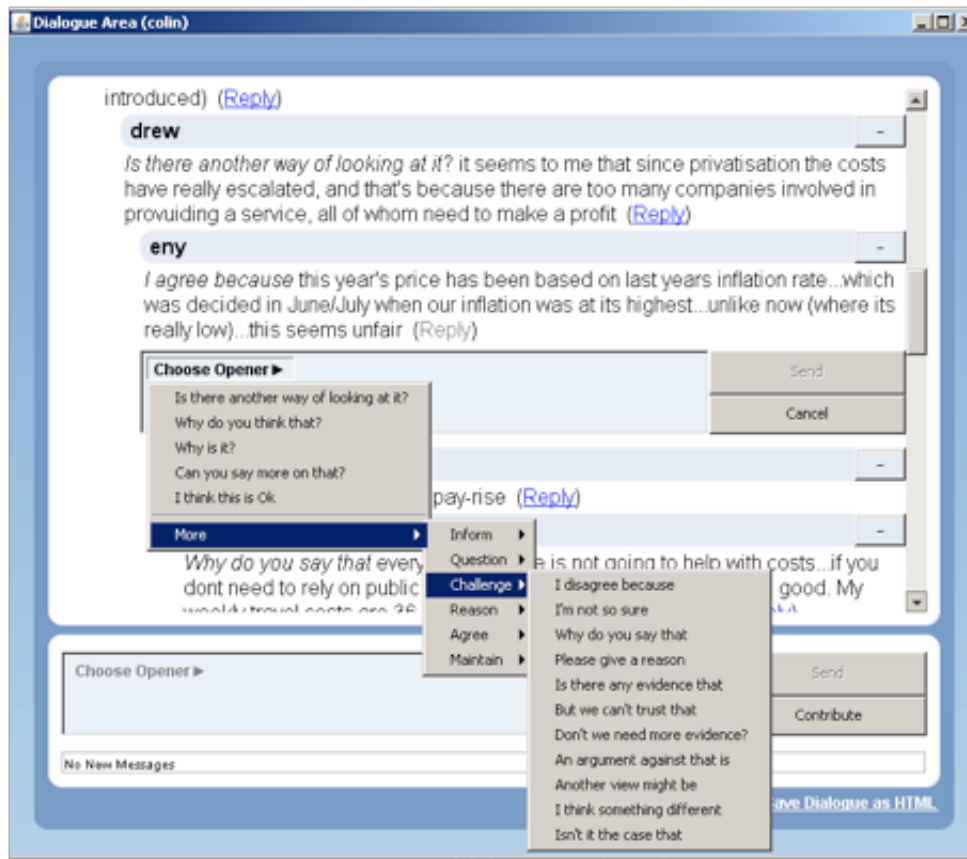 Dialogue Area (colin)
introduced) (Reply)
drew
-
Is there another way of looking at it? it seems to me that since privatisation the costs
have really escalated, and that's because there are too many companies involved in
provuiding a service, all of whom need to make a profit (Reply)
eny
-
I agree because this year's price has been based on last years inflation rate...which
was decided in June/July when our inflation was at its highest...unlike now (where its
really low)...this seems unfair (Reply)
Choose Opener ►
Send
Cancel
Is there another way of looking at it?
Why do you think that?
Why is it?
Can you say more on that?
I think this is Ok
-
pay-rise (Reply)
More
-
Inform
Question
Challenge
Reason
Agree
Maintain
Why do you say that every e is not going to help with costs...if you
dont need to rely on public good. My
weekly travel costs are 36
I disagree because
I'm not so sure
Why do you say that
Please give a reason
Is there any evidence that
But we can't trust that
Don't we need more evidence?
An argument against that is
Another view might be
I think something different
Isn't it the case that
Choose Opener ►
Send
Contribute
No New Messages
ave Dialogue as HTML